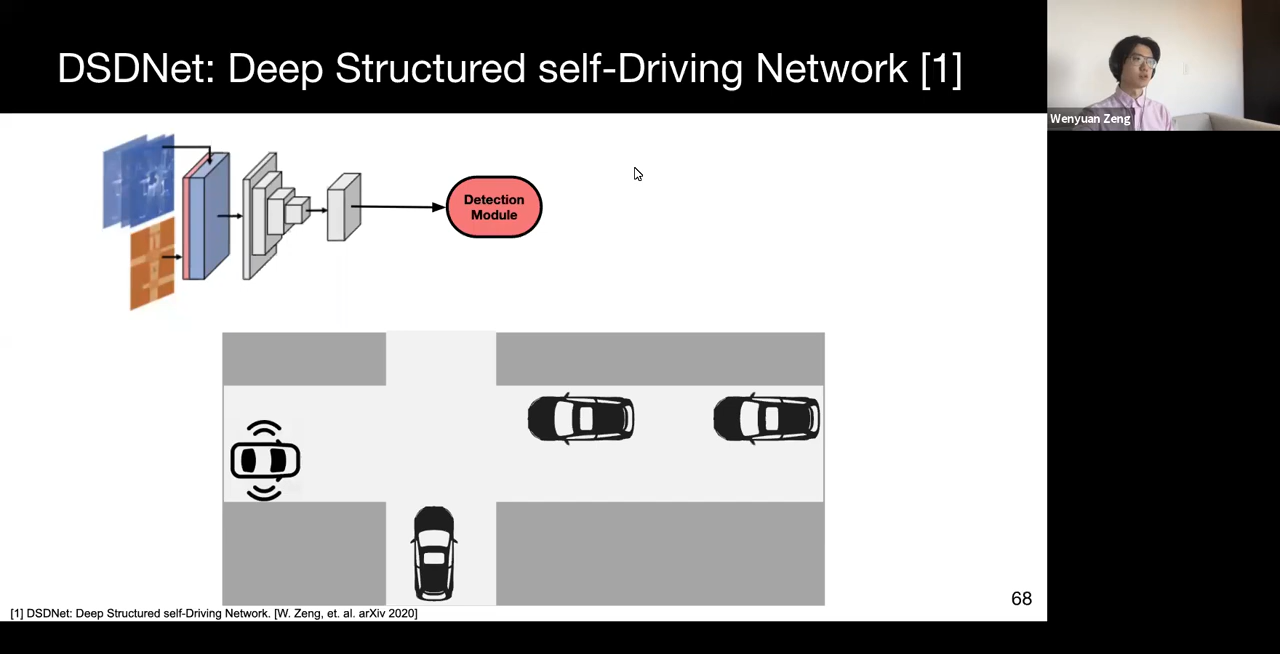 DSDNet: Deep Structured self-Driving Network [1]
Wenyuan Zeng
Detection
Module
68
[1] DSDNet: Deep Structured self-Driving Network. [W. Zeng, et. al. arXiv 2020]